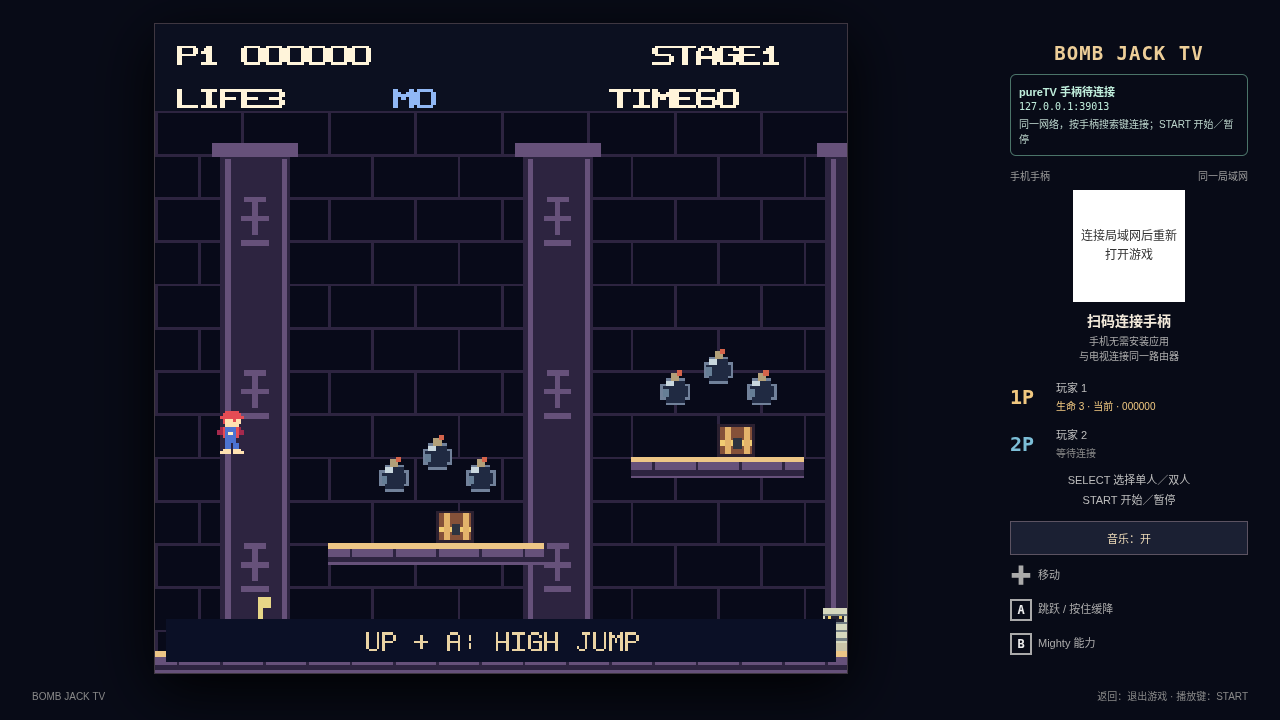 P1 000000
STAGE1
LIFE3
M0
TIME60
UP + A: HIGH JUMP
BOMB JACK TV
pureTV 手柄待连接
127.0.0.1:39013
同一网络，按手柄搜索键连接；START 开始／暂
停
手机手柄
同一局域网
连接局域网后重新
打开游戏
扫码连接手柄
手机无需安装应用
与电视连接同一路由器
1P
玩家 1
生命 3 · 当前 · 000000
2P
玩家 2
等待连接
SELECT 选择单人／双人
START 开始／暂停
音乐：开
移动
A
跳跃 / 按住缓降
B
Mighty 能力
BOMB JACK TV
返回：退出游戏 · 播放键：START